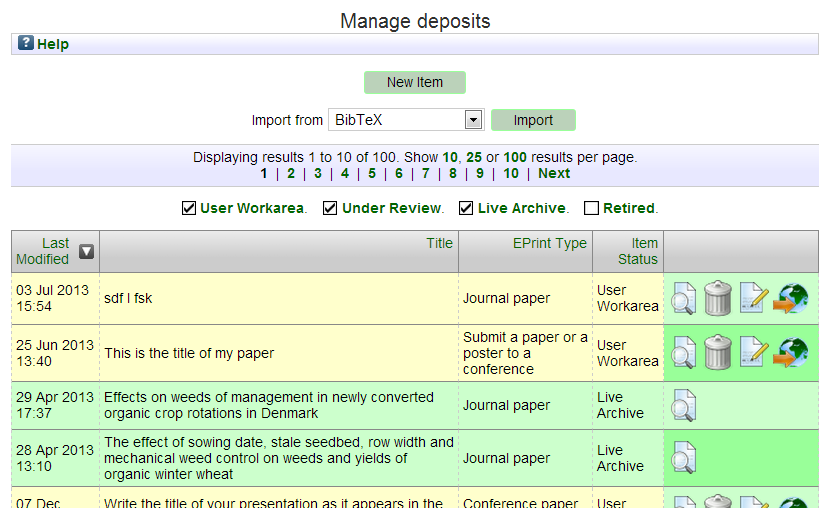 Manage deposits
? Help
New Item
Import from BibTeX Import
Displaying results 1 to 10 of 100. Show 10, 25 or 100 results per page.
1 | 2 | 3 | 4 | 5 | 6 | 7 | 8 | 9 | 10 | Next
User Workarea. Under Review. Live Archive. Retired.
Last Modified Title EPrint Type Item Status
03 Jul 2013 15:54 sdf l fsk Journal paper User Workarea
25 Jun 2013 13:40 This is the title of my paper Submit a paper or a poster to a conference User Workarea
29 Apr 2013 17:37 Effects on weeds of management in newly converted organic crop rotations in Denmark Journal paper Live Archive
28 Apr 2013 13:10 The effect of sowing date, stale seedbed, row width and mechanical weed control on weeds and yields of organic winter wheat Journal paper Live Archive
07 Dec Write the title of your presentation as it appears in the Conference paper User